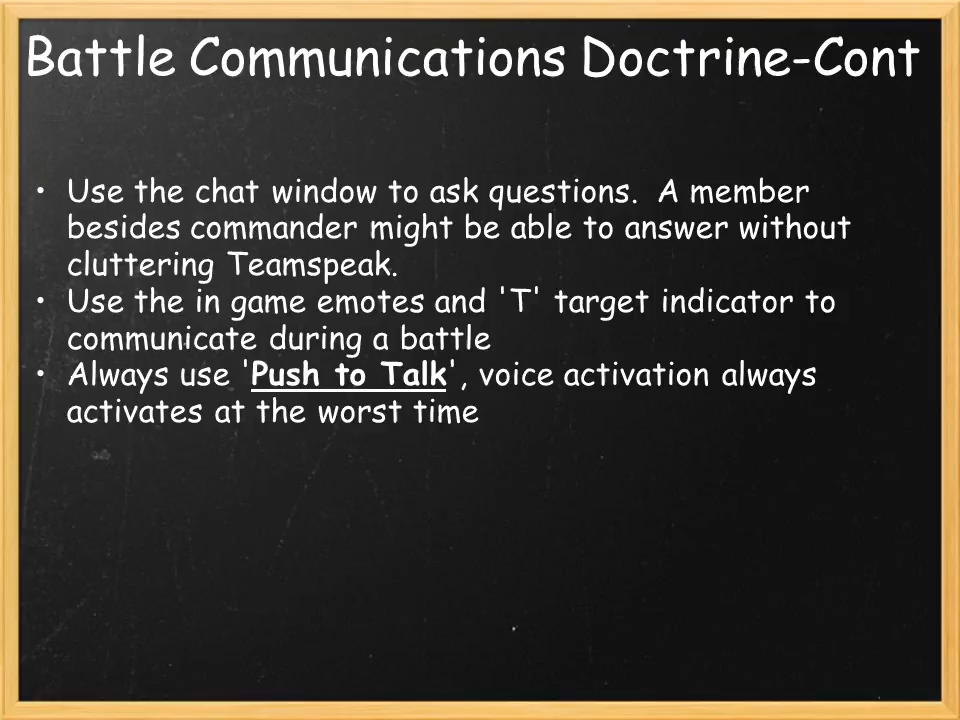 Battle Communications Doctrine-Cont
• Use the chat window to ask questions.  A member
besides commander might be able to answer without
cluttering Teamspeak.
• Use the in game emotes and 'T' target indicator to
communicate during a battle
• Always use 'Push to Talk', voice activation always
activates at the worst time